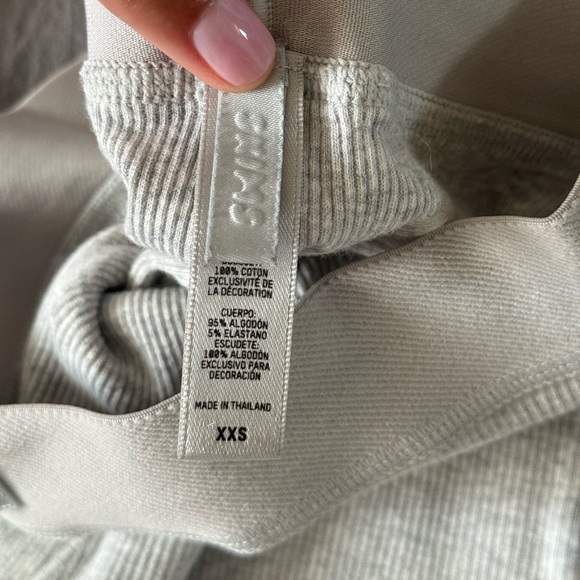 SKIMS
100% COTON
EXCLUSIVITÉ DE
LA DÉCORATION
CUERPO:
95% ALGODÓN
5% ELASTANO
ESCUDETE:
100% ALGODÓN
EXCLUSIVO PARA
DECORACIÓN
MADE IN THAILAND
XXS